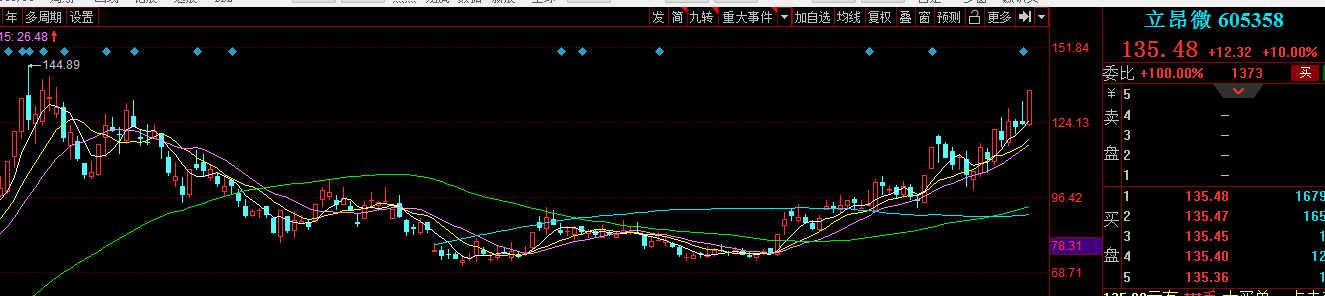 年 多周期 设置
发 简 九转 重大事件 加自选 均线 复权 叠 窗 预测 更多
15: 26.48
144.89
151.84
124.13
96.42
78.31
68.71
立昂微 605358
135.48 +12.32 +10.00%
委比 +100.00% 1373 买
￥ 5
卖 4 —
3 —
盘 2 —
1 —
1 135.48 1679
买 2 135.47 165
3 135.45 1
盘 4 135.40 12
5 135.36 1